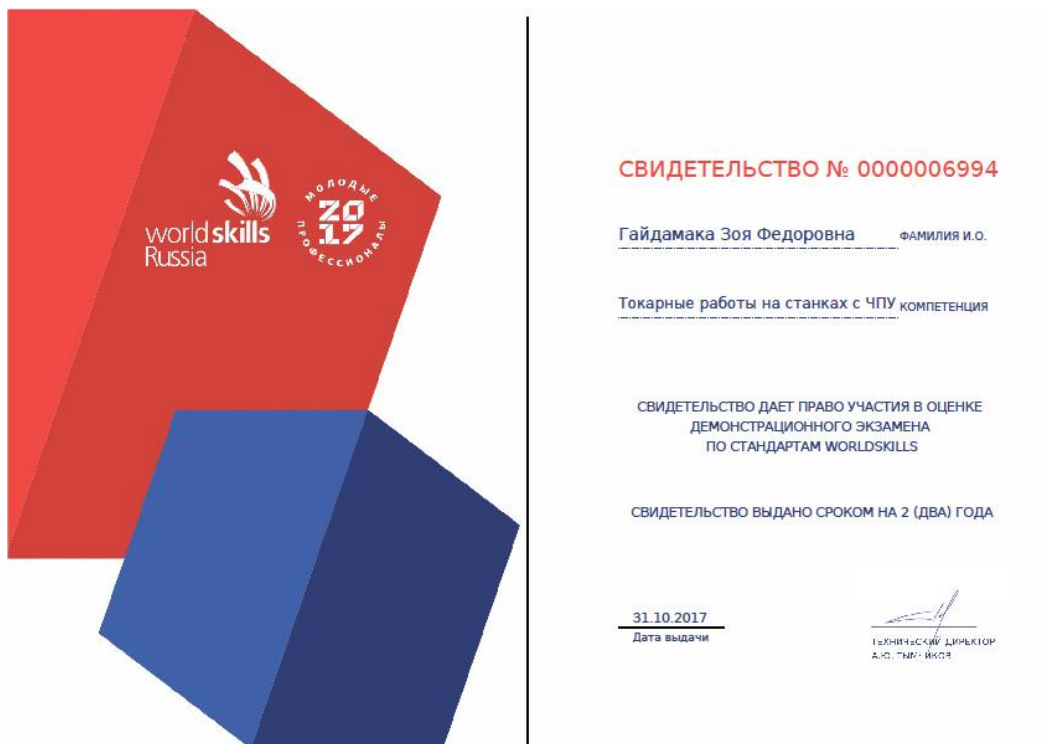 world skills
Russia
МОЛОДЫЕ
2017
ПРОФЕССИОНАЛЫ
СВИДЕТЕЛЬСТВО № 0000006994
Гайдамака Зоя Федоровна ФАМИЛИЯ И.О.
Токарные работы на станках с ЧПУ КОМПЕТЕНЦИЯ
СВИДЕТЕЛЬСТВО ДАЕТ ПРАВО УЧАСТИЯ В ОЦЕНКЕ
ДЕМОНСТРАЦИОННОГО ЭКЗАМЕНА
ПО СТАНДАРТАМ WORLDSKILLS
СВИДЕТЕЛЬСТВО ВЫДАНО СРОКОМ НА 2 (ДВА) ГОДА
31.10.2017
Дата выдачи
ТЕХНИЧЕСКИЙ ДИРЕКТОР
А.Ю.